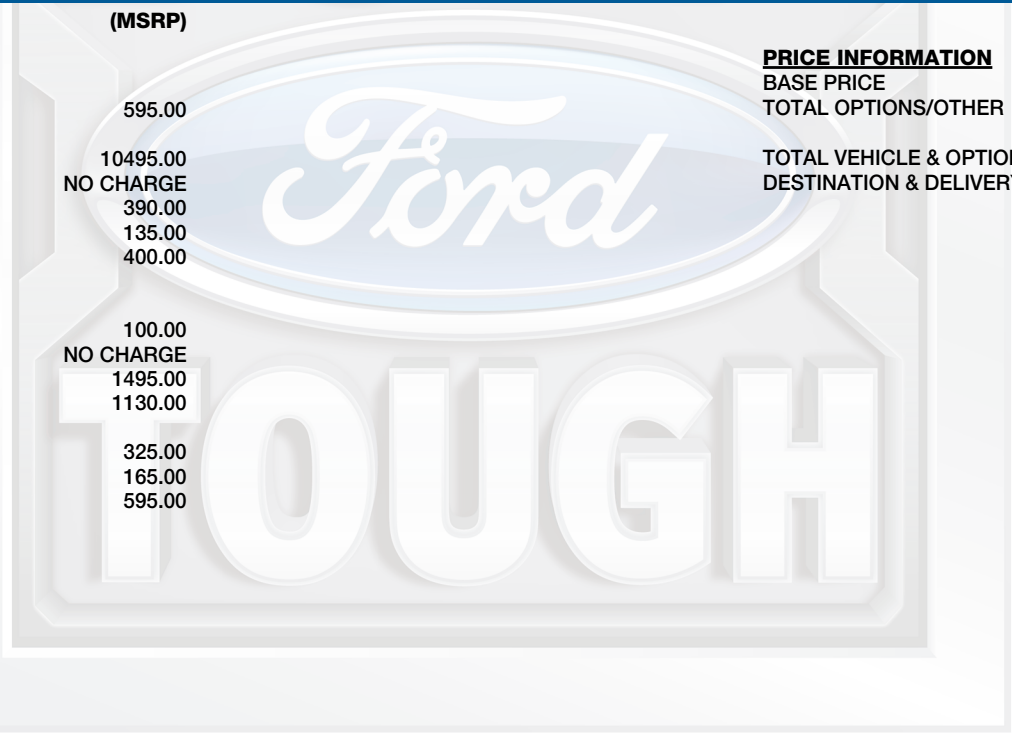 (MSRP)
595.00
10495.00
NO CHARGE
390.00
135.00
400.00
100.00
NO CHARGE
1495.00
1130.00
325.00
165.00
595.00
PRICE INFORMATION
BASE PRICE
TOTAL OPTIONS/OTHER
TOTAL VEHICLE & OPTION
DESTINATION & DELIVERY
Ford
TOUGH